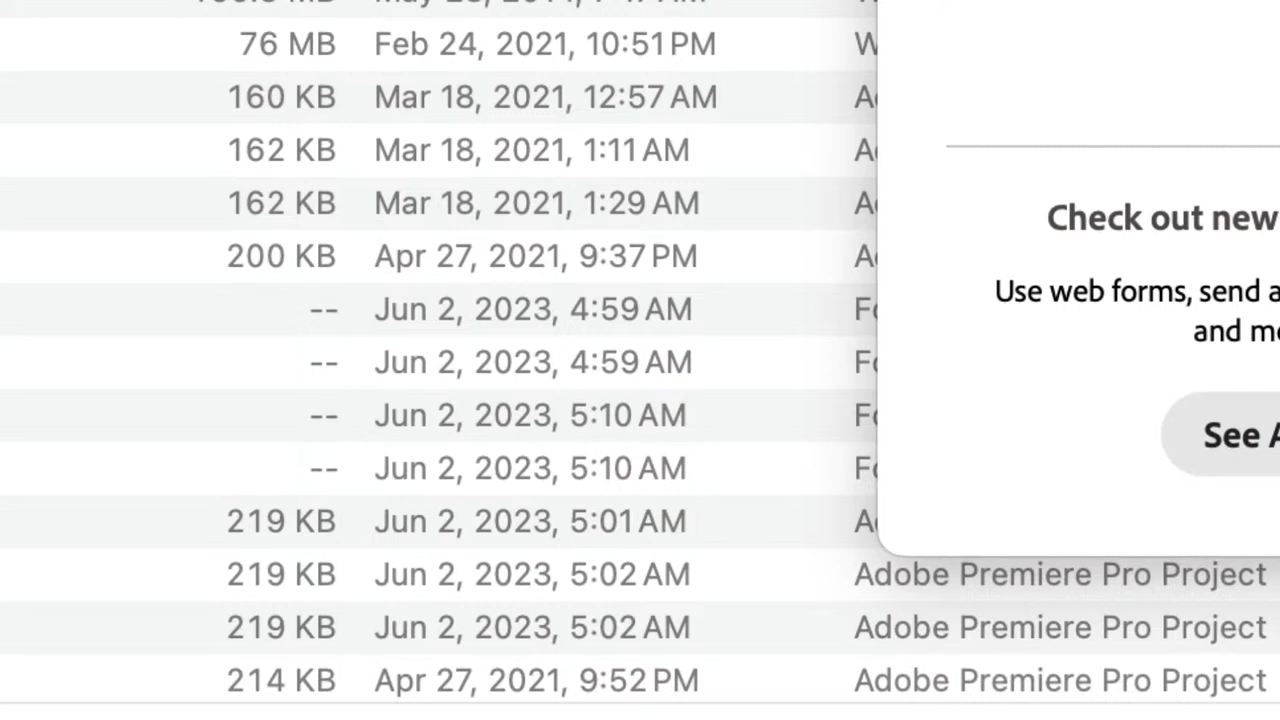 76 MB Feb 24, 2021, 10:51 PM
160 KB Mar 18, 2021, 12:57 AM
162 KB Mar 18, 2021, 1:11 AM
162 KB Mar 18, 2021, 1:29 AM
200 KB Apr 27, 2021, 9:37 PM
-- Jun 2, 2023, 4:59 AM
-- Jun 2, 2023, 4:59 AM
-- Jun 2, 2023, 5:10 AM
-- Jun 2, 2023, 5:10 AM
219 KB Jun 2, 2023, 5:01 AM
219 KB Jun 2, 2023, 5:02 AM Adobe Premiere Pro Project
219 KB Jun 2, 2023, 5:02 AM Adobe Premiere Pro Project
214 KB Apr 27, 2021, 9:52 PM Adobe Premiere Pro Project
Check out new
Use web forms, send
and
See